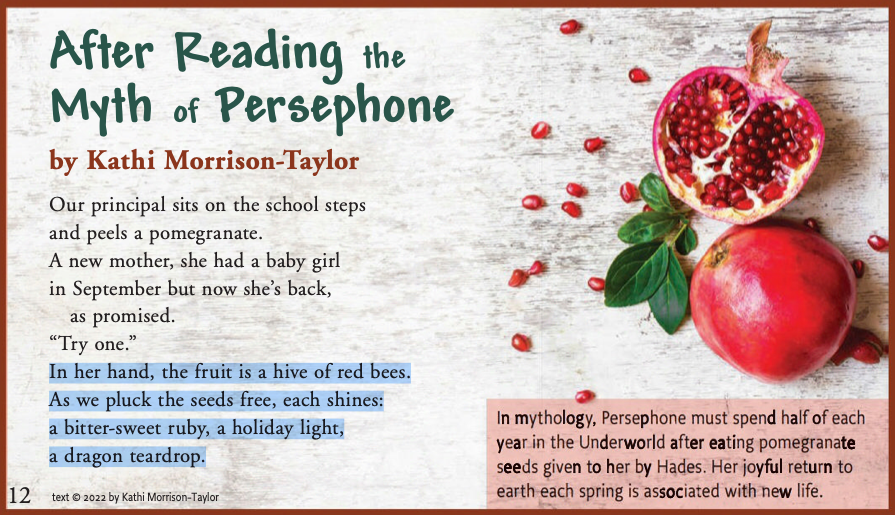 After Reading the
Myth of Persephone
by Kathi Morrison-Taylor
Our principal sits on the school steps
and peels a pomegranate.
A new mother, she had a baby girl
in September but now she’s back,
as promised.
“Try one.”
In her hand, the fruit is a hive of red bees.
As we pluck the seeds free, each shines:
a bitter-sweet ruby, a holiday light,
a dragon teardrop.
In mythology, Persephone must spend half of each
year in the Underworld after eating pomegranate
seeds given to her by Hades. Her joyful return to
earth each spring is associated with new life.
12 text © 2022 by Kathi Morrison-Taylor